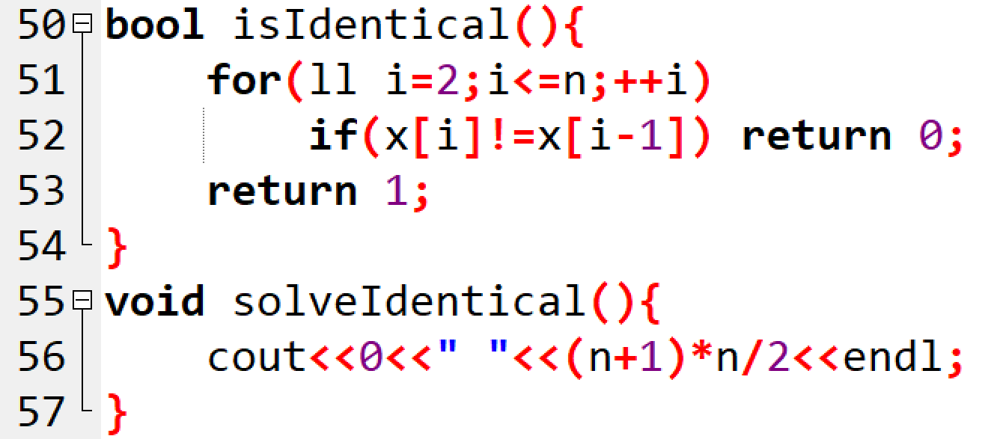 50 bool isIdentical(){
51     for(ll i=2;i<=n;++i)
52         if(x[i]!=x[i-1]) return 0;
53     return 1;
54 }
55 void solveIdentical(){
56     cout<<0<<" "<<(n+1)*n/2<<endl;
57 }